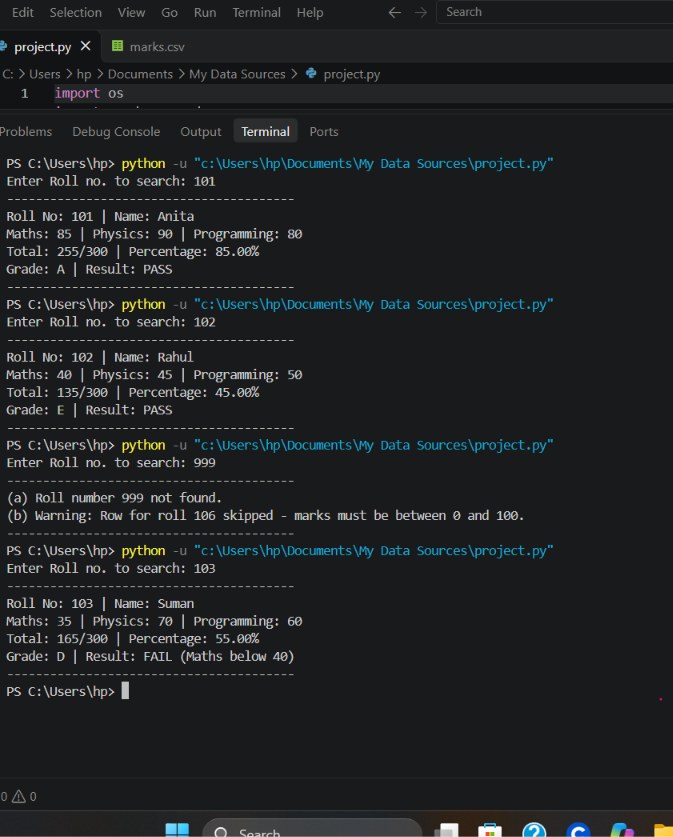 Edit Selection View Go Run Terminal Help
Search
project.py
marks.csv
C: > Users > hp > Documents > My Data Sources > project.py
1 import os
Problems Debug Console Output Terminal Ports
PS C:\Users\hp> python -u "c:\Users\hp\Documents\My Data Sources\project.py"
Enter Roll no. to search: 101
---------------------------------------
Roll No: 101 | Name: Anita
Maths: 85 | Physics: 90 | Programming: 80
Total: 255/300 | Percentage: 85.00%
Grade: A | Result: PASS
---------------------------------------
PS C:\Users\hp> python -u "c:\Users\hp\Documents\My Data Sources\project.py"
Enter Roll no. to search: 102
---------------------------------------
Roll No: 102 | Name: Rahul
Maths: 40 | Physics: 45 | Programming: 50
Total: 135/300 | Percentage: 45.00%
Grade: E | Result: PASS
---------------------------------------
PS C:\Users\hp> python -u "c:\Users\hp\Documents\My Data Sources\project.py"
Enter Roll no. to search: 999
---------------------------------------
(a) Roll number 999 not found.
(b) Warning: Row for roll 106 skipped - marks must be between 0 and 100.
---------------------------------------
PS C:\Users\hp> python -u "c:\Users\hp\Documents\My Data Sources\project.py"
Enter Roll no. to search: 103
---------------------------------------
Roll No: 103 | Name: Suman
Maths: 35 | Physics: 70 | Programming: 60
Total: 165/300 | Percentage: 55.00%
Grade: D | Result: FAIL (Maths below 40)
---------------------------------------
PS C:\Users\hp>
0 0
Search